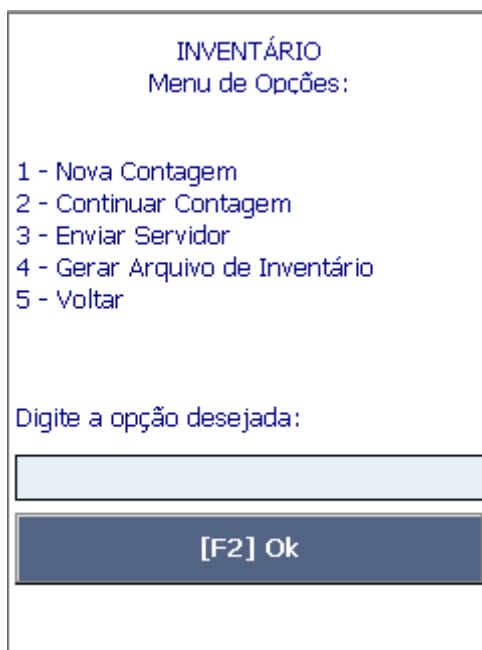 INVENTÁRIO
Menu de Opções:
1 - Nova Contagem
2 - Continuar Contagem
3 - Enviar Servidor
4 - Gerar Arquivo de Inventário
5 - Voltar
Digite a opção desejada:
[F2] Ok